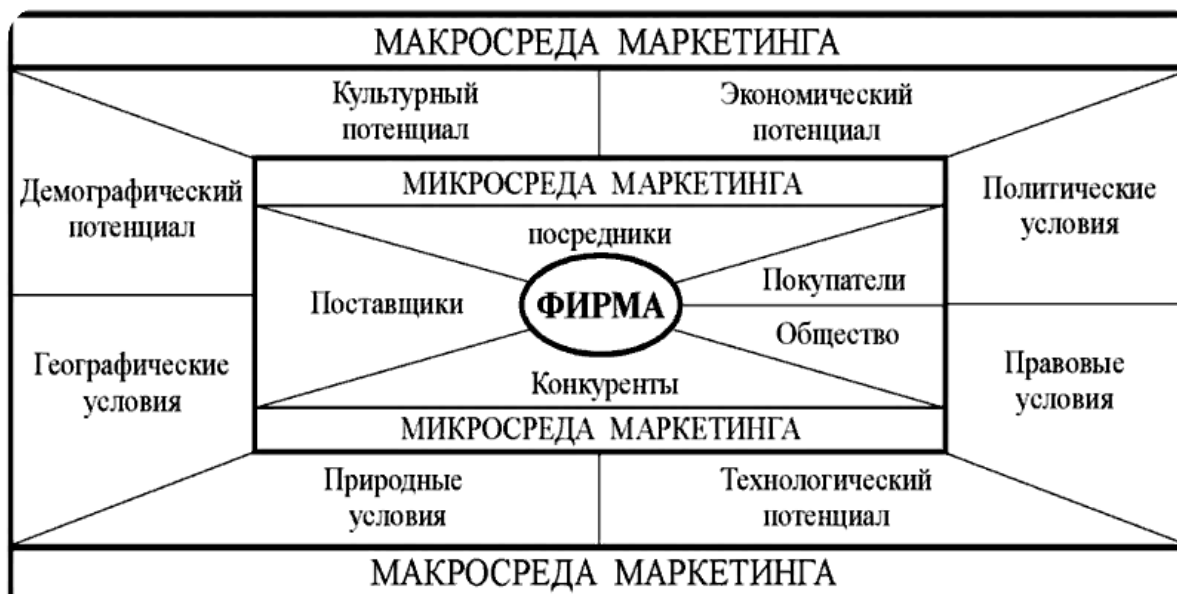 МАКРОСРЕДА МАРКЕТИНГА
Культурный
потенциал
Экономический
потенциал
Демографический
потенциал
МИКРОСРЕДА МАРКЕТИНГА
Политические
условия
посредники
Поставщики
ФИРМА
Покупатели
Общество
Конкуренты
Географические
условия
Правовые
условия
МИКРОСРЕДА МАРКЕТИНГА
Природные
условия
Технологический
потенциал
МАКРОСРЕДА МАРКЕТИНГА